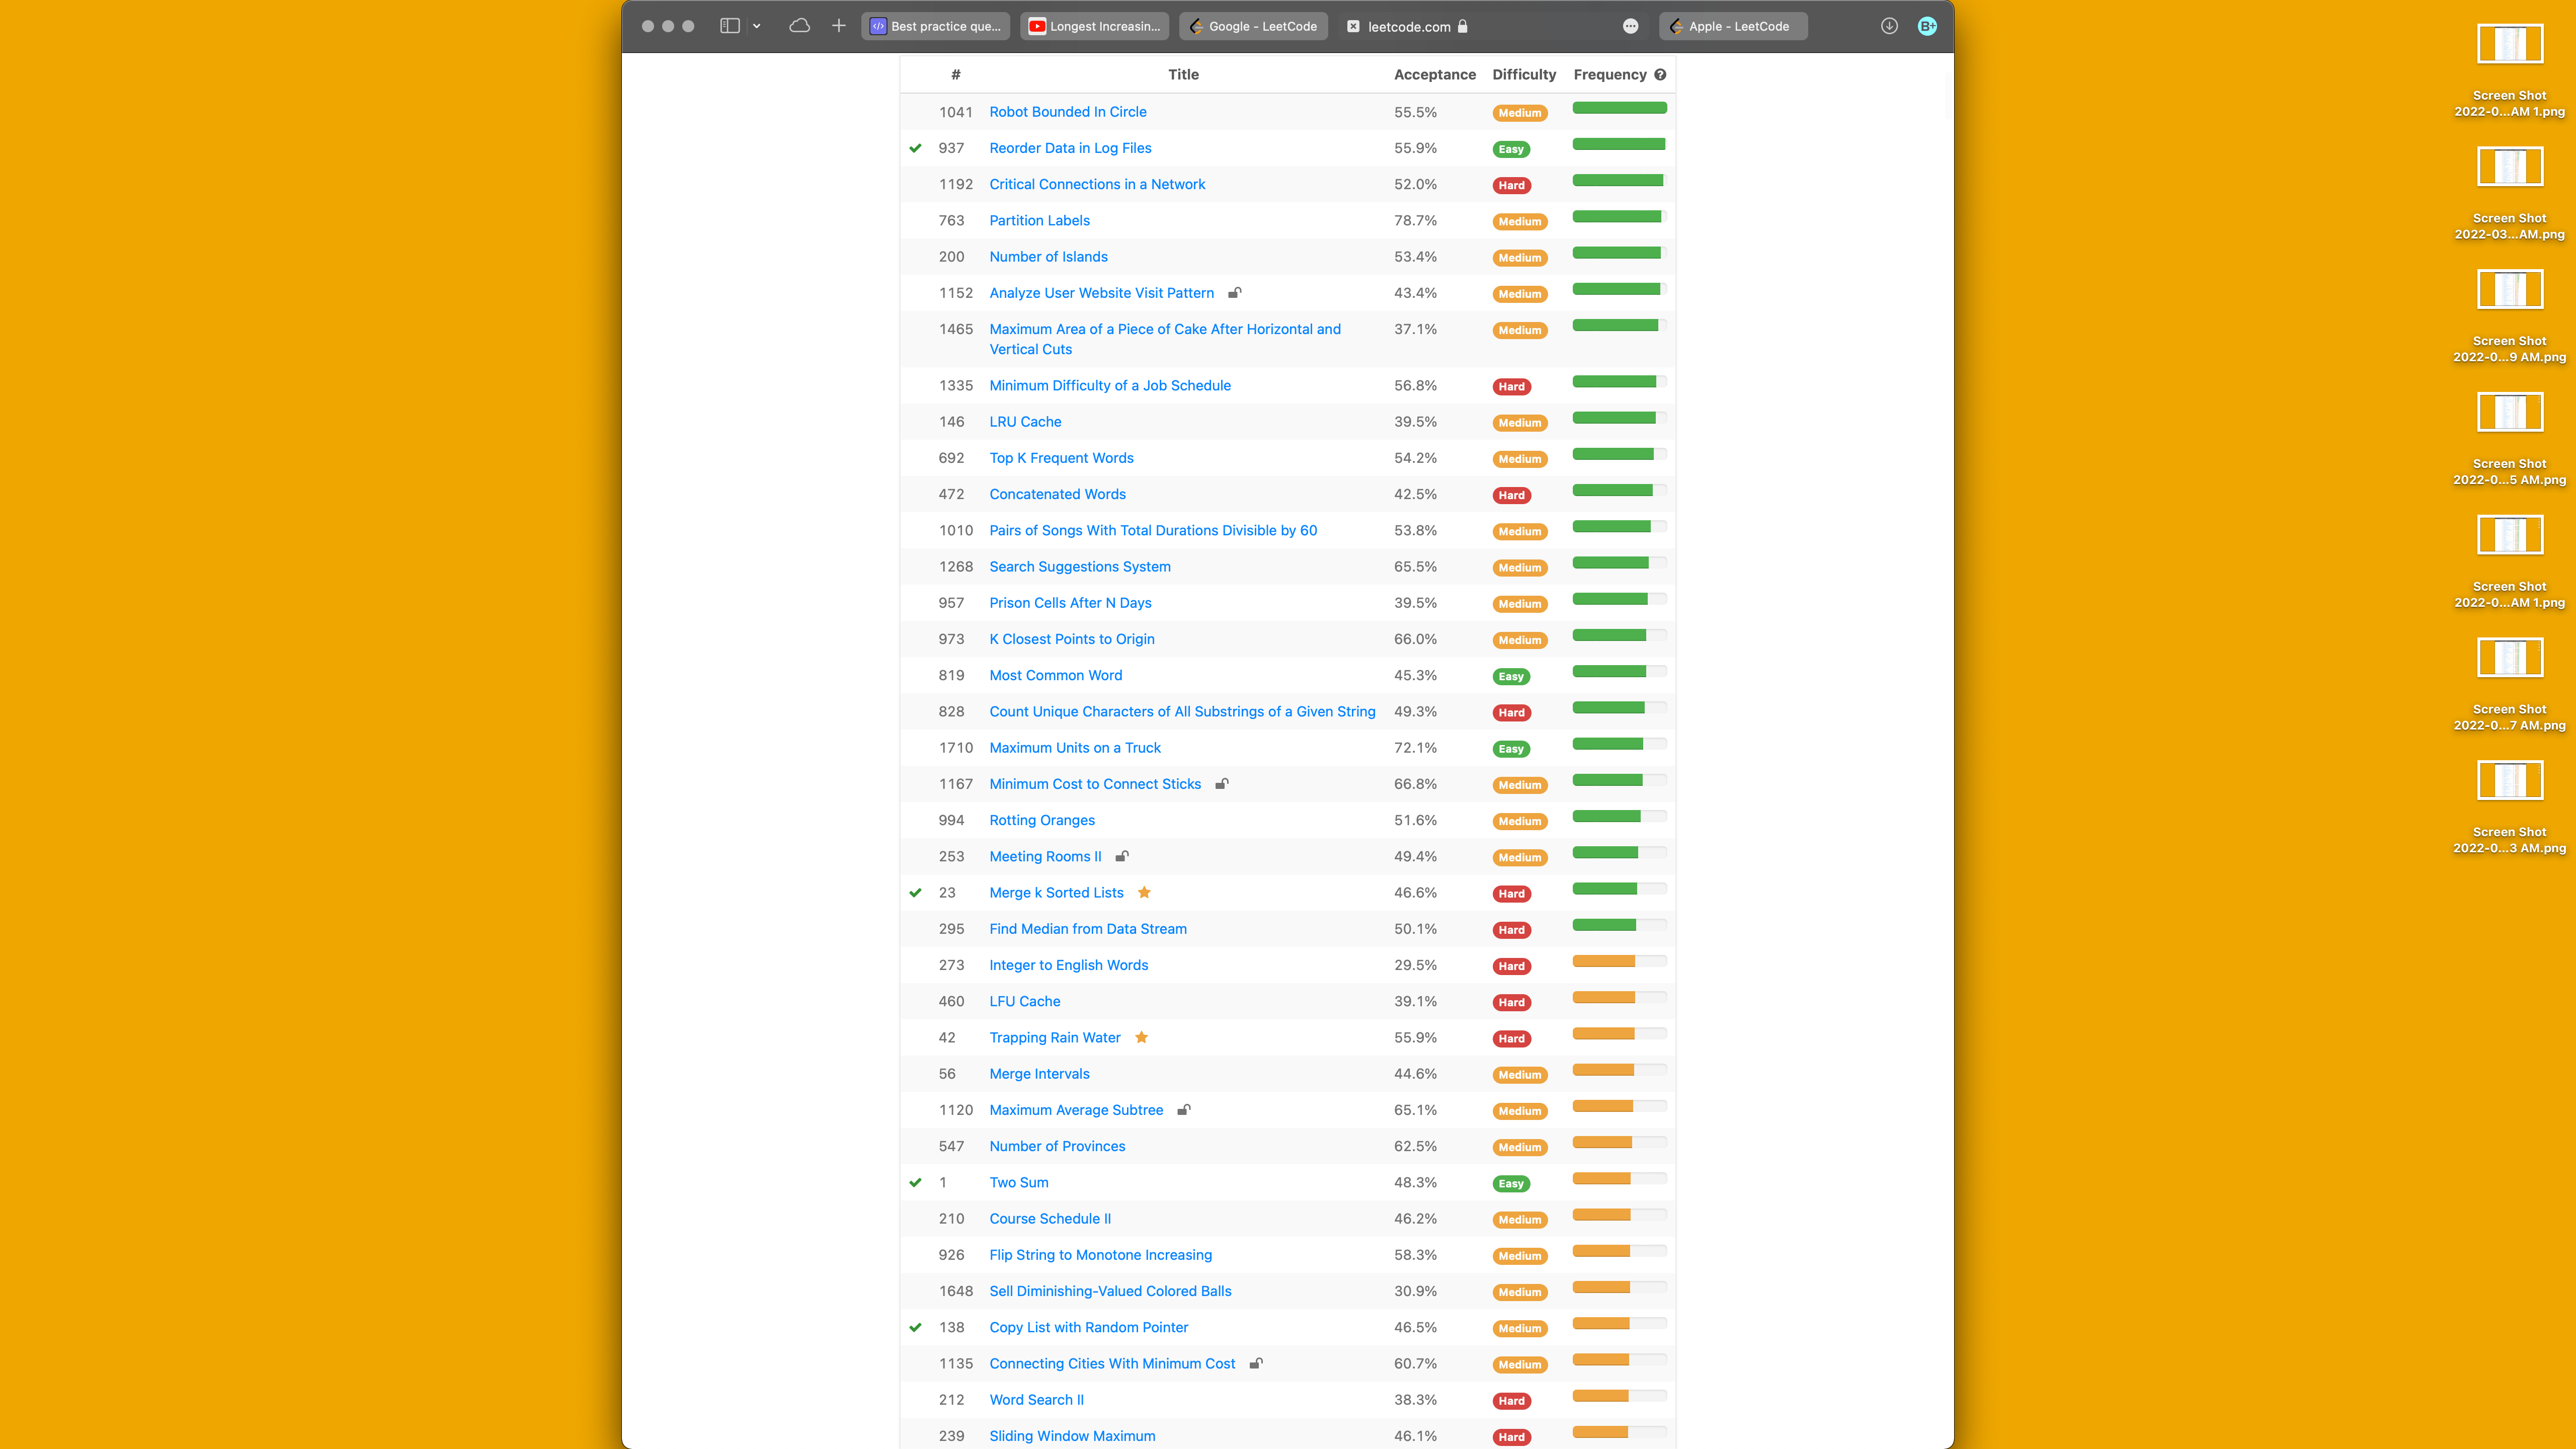 Best practice que...
Longest Increasin...
Google - LeetCode
leetcode.com
Apple - LeetCode
B+
# Title Acceptance Difficulty Frequency
1041 Robot Bounded In Circle 55.5% Medium
937 Reorder Data in Log Files 55.9% Easy
1192 Critical Connections in a Network 52.0% Hard
763 Partition Labels 78.7% Medium
200 Number of Islands 53.4% Medium
1152 Analyze User Website Visit Pattern 43.4% Medium
1465 Maximum Area of a Piece of Cake After Horizontal and 37.1% Medium
Vertical Cuts
1335 Minimum Difficulty of a Job Schedule 56.8% Hard
146 LRU Cache 39.5% Medium
692 Top K Frequent Words 54.2% Medium
472 Concatenated Words 42.5% Hard
1010 Pairs of Songs With Total Durations Divisible by 60 53.8% Medium
1268 Search Suggestions System 65.5% Medium
957 Prison Cells After N Days 39.5% Medium
973 K Closest Points to Origin 66.0% Medium
819 Most Common Word 45.3% Easy
828 Count Unique Characters of All Substrings of a Given String 49.3% Hard
1710 Maximum Units on a Truck 72.1% Easy
1167 Minimum Cost to Connect Sticks 66.8% Medium
994 Rotting Oranges 51.6% Medium
253 Meeting Rooms II 49.4% Medium
23 Merge k Sorted Lists 46.6% Hard
295 Find Median from Data Stream 50.1% Hard
273 Integer to English Words 29.5% Hard
460 LFU Cache 39.1% Hard
42 Trapping Rain Water 55.9% Hard
56 Merge Intervals 44.6% Medium
1120 Maximum Average Subtree 65.1% Medium
547 Number of Provinces 62.5% Medium
1 Two Sum 48.3% Easy
210 Course Schedule II 46.2% Medium
926 Flip String to Monotone Increasing 58.3% Medium
1648 Sell Diminishing-Valued Colored Balls 30.9% Medium
138 Copy List with Random Pointer 46.5% Medium
1135 Connecting Cities With Minimum Cost 60.7% Medium
212 Word Search II 38.3% Hard
239 Sliding Window Maximum 46.1% Hard
Screen Shot
2022-0...AM 1.png
Screen Shot
2022-03...AM.png
Screen Shot
2022-0...9 AM.png
Screen Shot
2022-0...5 AM.png
Screen Shot
2022-0...AM 1.png
Screen Shot
2022-0...7 AM.png
Screen Shot
2022-0...3 AM.png